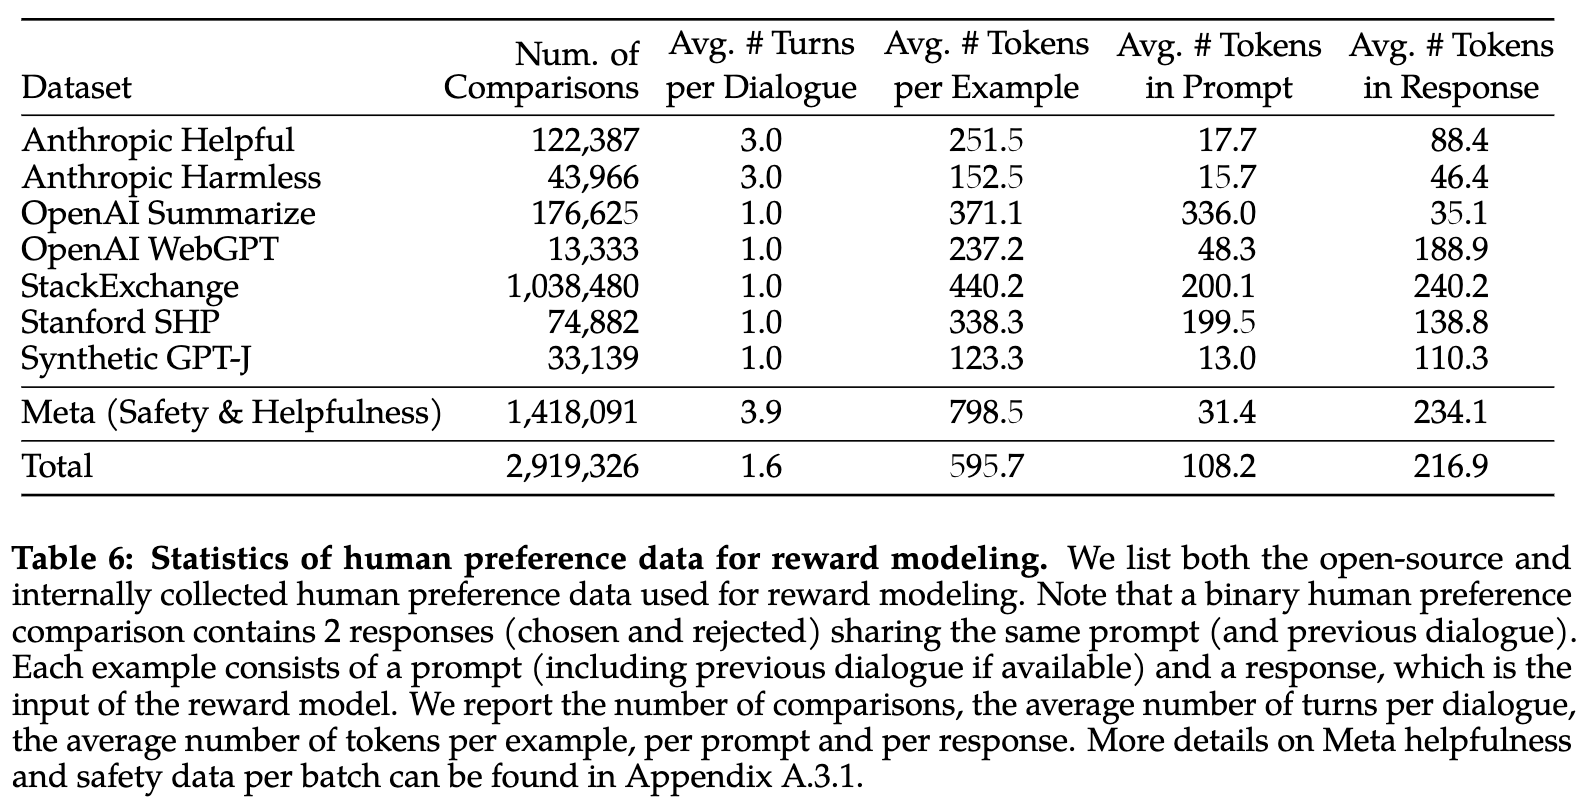 Dataset Num. of Comparisons Avg. # Turns per Dialogue Avg. # Tokens per Example Avg. # Tokens in Prompt Avg. # Tokens in Response
Anthropic Helpful 122,387 3.0 251.5 17.7 88.4
Anthropic Harmless 43,966 3.0 152.5 15.7 46.4
OpenAI Summarize 176,625 1.0 371.1 336.0 35.1
OpenAI WebGPT 13,333 1.0 237.2 48.3 188.9
StackExchange 1,038,480 1.0 440.2 200.1 240.2
Stanford SHP 74,882 1.0 338.3 199.5 138.8
Synthetic GPT-J 33,139 1.0 123.3 13.0 110.3
Meta (Safety & Helpfulness) 1,418,091 3.9 798.5 31.4 234.1
Total 2,919,326 1.6 595.7 108.2 216.9
Table 6: Statistics of human preference data for reward modeling. We list both the open-source and
internally collected human preference data used for reward modeling. Note that a binary human preference
comparison contains 2 responses (chosen and rejected) sharing the same prompt (and previous dialogue).
Each example consists of a prompt (including previous dialogue if available) and a response, which is the
input of the reward model. We report the number of comparisons, the average number of turns per dialogue,
the average number of tokens per example, per prompt and per response. More details on Meta helpfulness
and safety data per batch can be found in Appendix A.3.1.